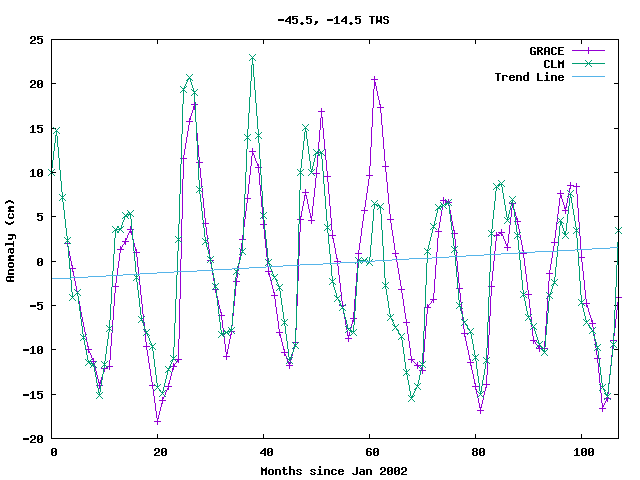 -45.5, -14.5 TWS
GRACE
CLM
Trend Line
25
20
15
10
5
0
-5
-10
-15
-20
Anomaly (cm)
0 20 40 60 80 100
Months since Jan 2002